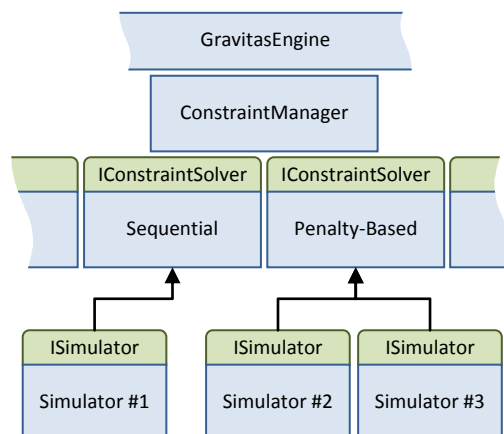 GravitasEngine
ConstraintManager
IConstraintSolver
IConstraintSolver
Sequential
Penalty-Based
ISimulator
ISimulator
ISimulator
Simulator #1
Simulator #2
Simulator #3